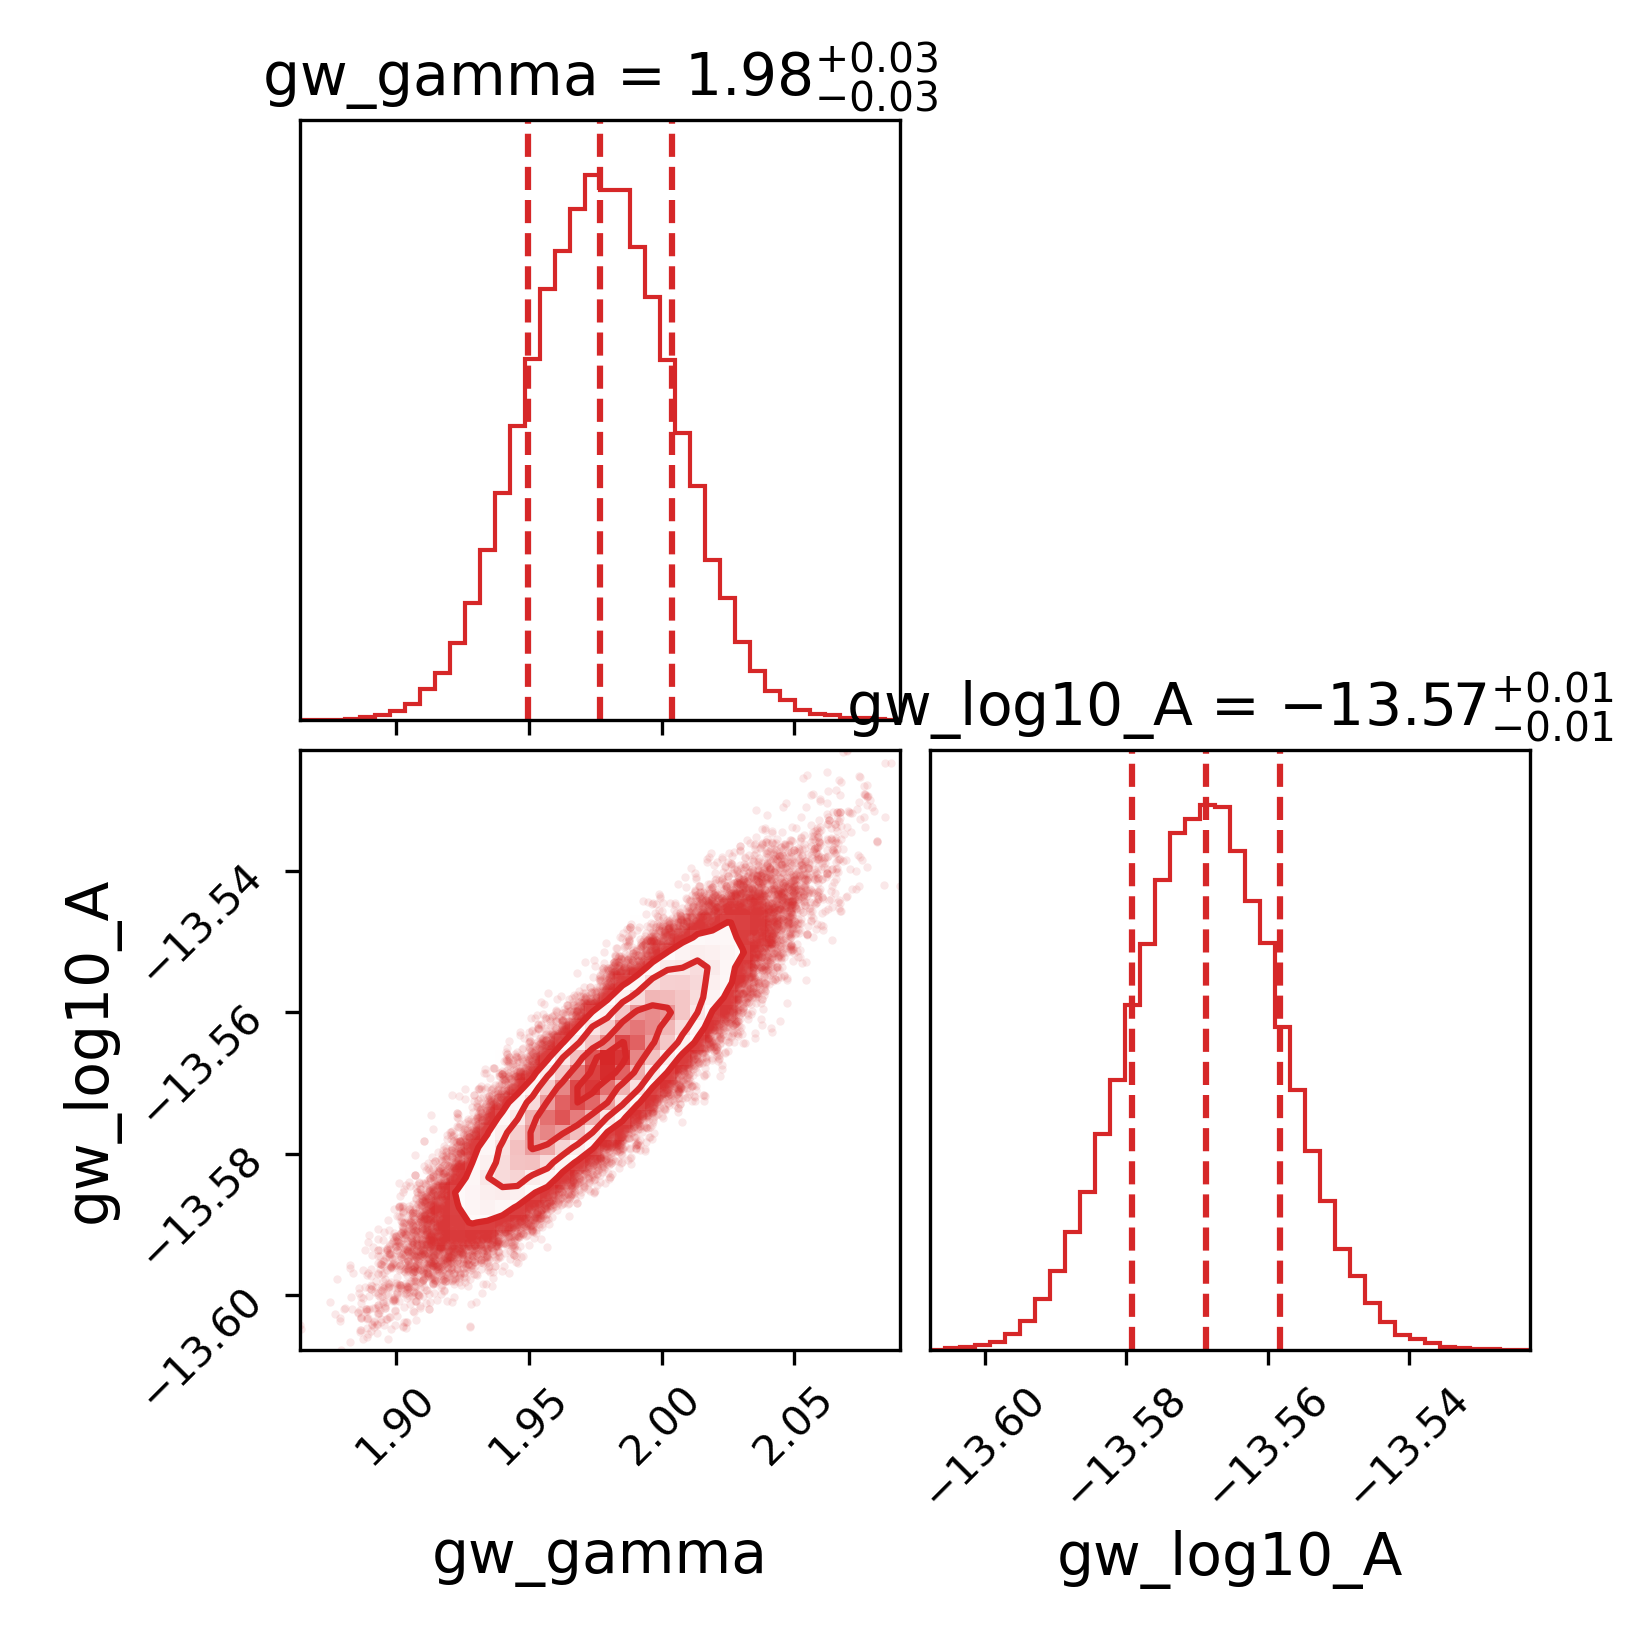 gw_gamma = 1.98 +0.03 −0.03
gw_log10_A = −13.57 +0.01 −0.01
gw_log10_A
−13.54
−13.56
−13.58
−13.60
1.90 1.95 2.00 2.05
−13.60 −13.58 −13.56 −13.54
gw_gamma
gw_log10_A